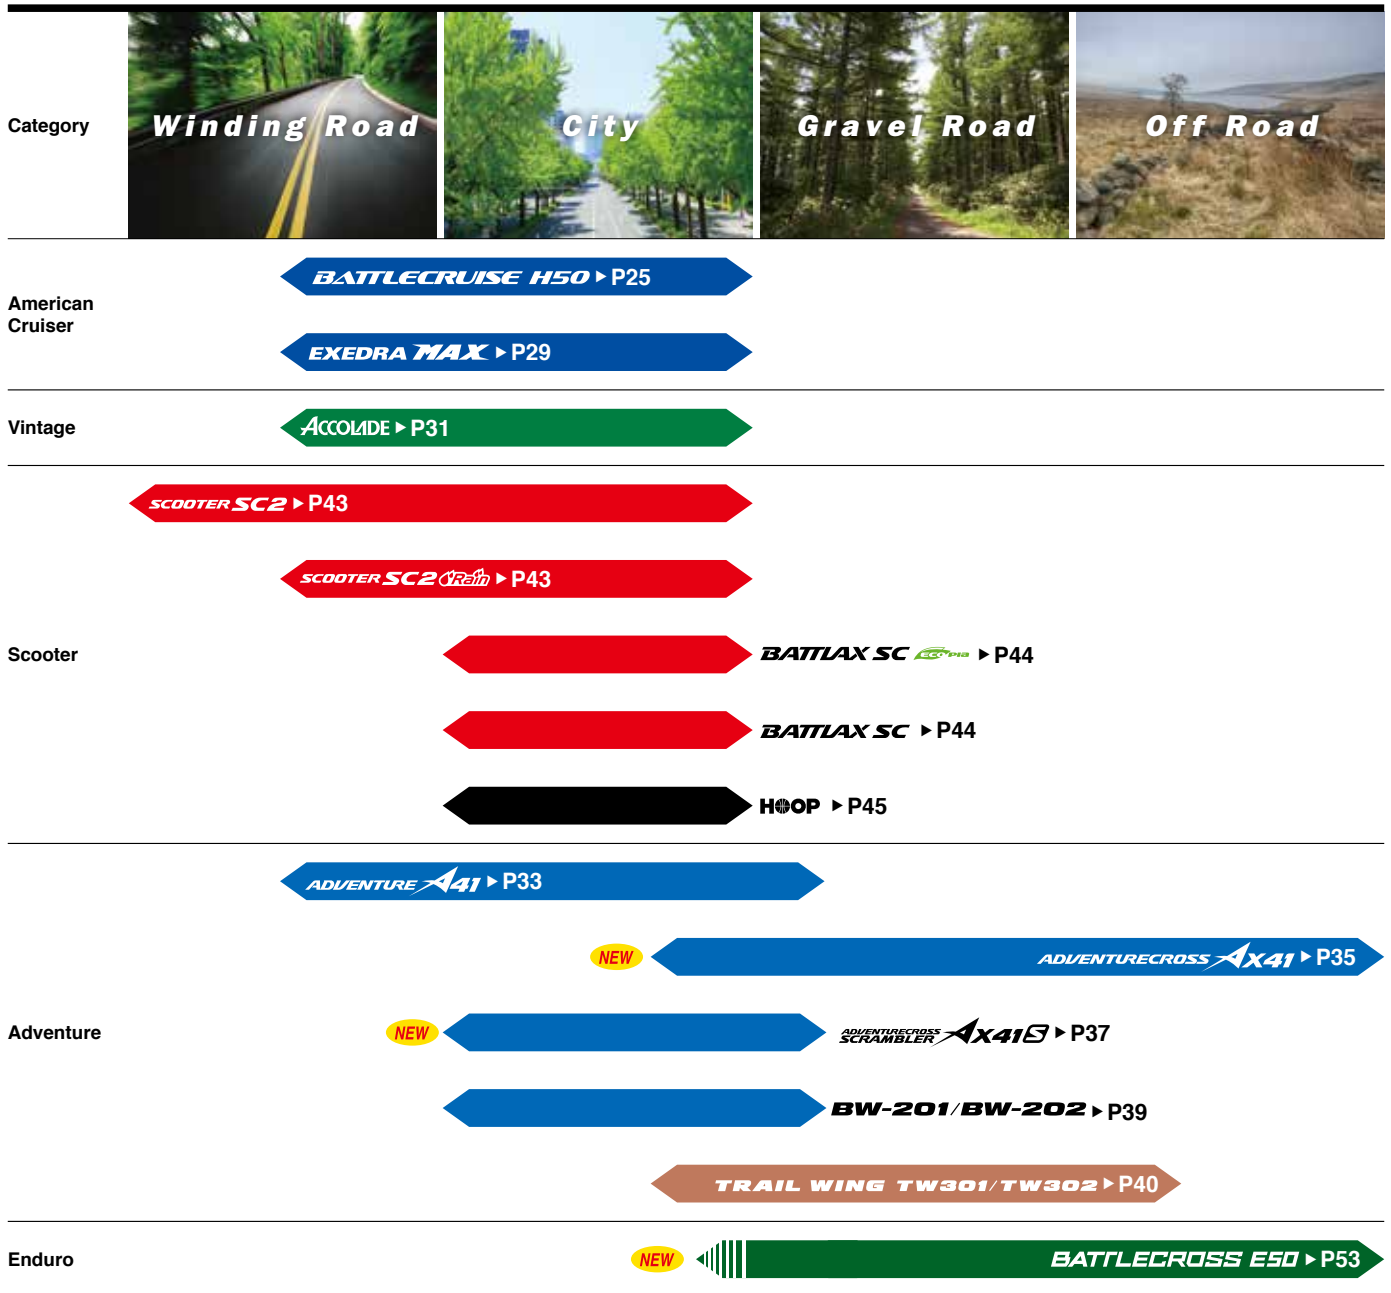 Category
Winding Road
City
Gravel Road
Off Road
American
Cruiser
BATTLECRUISE H50 ▶ P25
EXEDRA MAX ▶ P29
Vintage
ACCOLADE ▶ P31
Scooter
SCOOTER SC2 ▶ P43
SCOOTER SC2 Rain ▶ P43
BATTLAX SC ECOPIA ▶ P44
BATTLAX SC ▶ P44
HOOP ▶ P45
Adventure
ADVENTURE A41 ▶ P33
NEW
ADVENTURECROSS AX41 ▶ P35
NEW
ADVENTURECROSS
SCRAMBLER AX41S ▶ P37
BW-201/BW-202 ▶ P39
TRAIL WING TW301/TW302 ▶ P40
Enduro
NEW
BATTLECROSS E50 ▶ P53